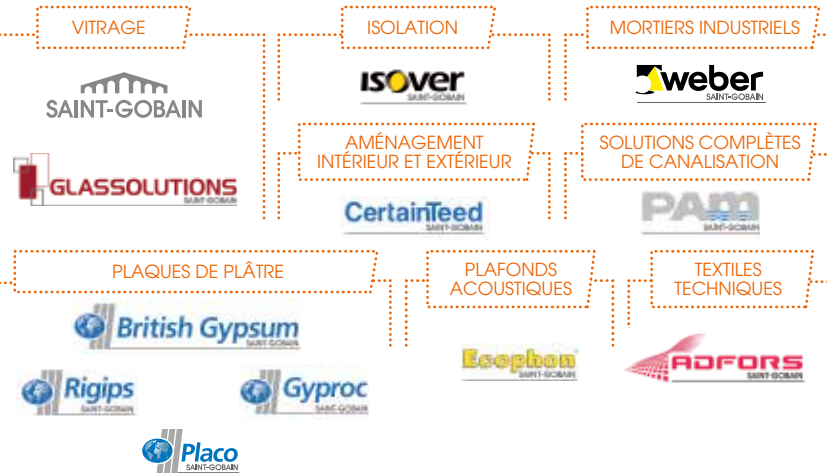 VITRAGE
SAINT-GOBAIN
GLASSOLUTIONS
SAINT-GOBAIN
ISOLATION
ISOVER
SAINT-GOBAIN
MORTIERS INDUSTRIELS
weber
SAINT-GOBAIN
AMÉNAGEMENT
INTÉRIEUR ET EXTÉRIEUR
CertainTeed
SAINT-GOBAIN
SOLUTIONS COMPLÈTES
DE CANALISATION
PAM
SAINT-GOBAIN
PLAQUES DE PLÂTRE
British Gypsum
SAINT-GOBAIN
Rigips
SAINT-GOBAIN
Gyproc
SAINT-GOBAIN
Placo
SAINT-GOBAIN
PLAFONDS
ACOUSTIQUES
Ecophon
SAINT-GOBAIN
TEXTILES
TECHNIQUES
ADFORS
SAINT-GOBAIN